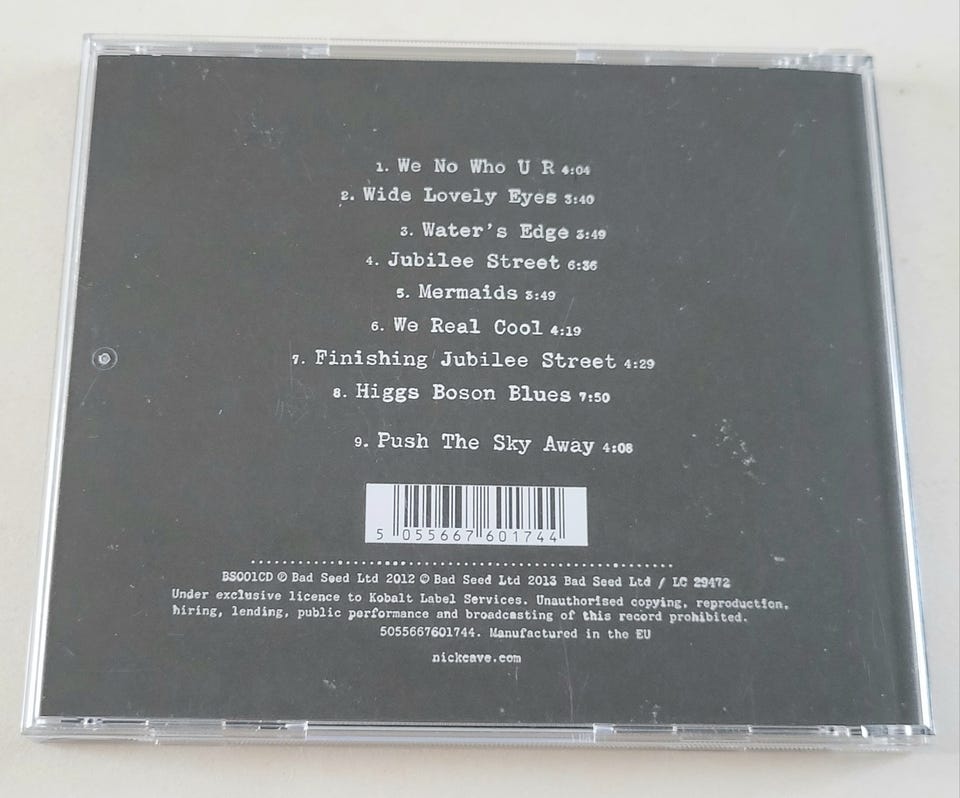 1. We No Who U R 4:04
2. Wide Lovely Eyes 3:40
3. Water's Edge 3:49
4. Jubilee Street 6:36
5. Mermaids 3:49
6. We Real Cool 4:19
7. Finishing Jubilee Street 4:29
8. Higgs Boson Blues 7:50
9. Push The Sky Away 4:08
5 055667 601744
BS001CD ℗ Bad Seed Ltd 2012 © Bad Seed Ltd 2013 Bad Seed Ltd / LC 29472
Under exclusive licence to Kobalt Label Services. Unauthorised copying, reproduction,
hiring, lending, public performance and broadcasting of this record prohibited.
5055667601744. Manufactured in the EU
nickcave.com